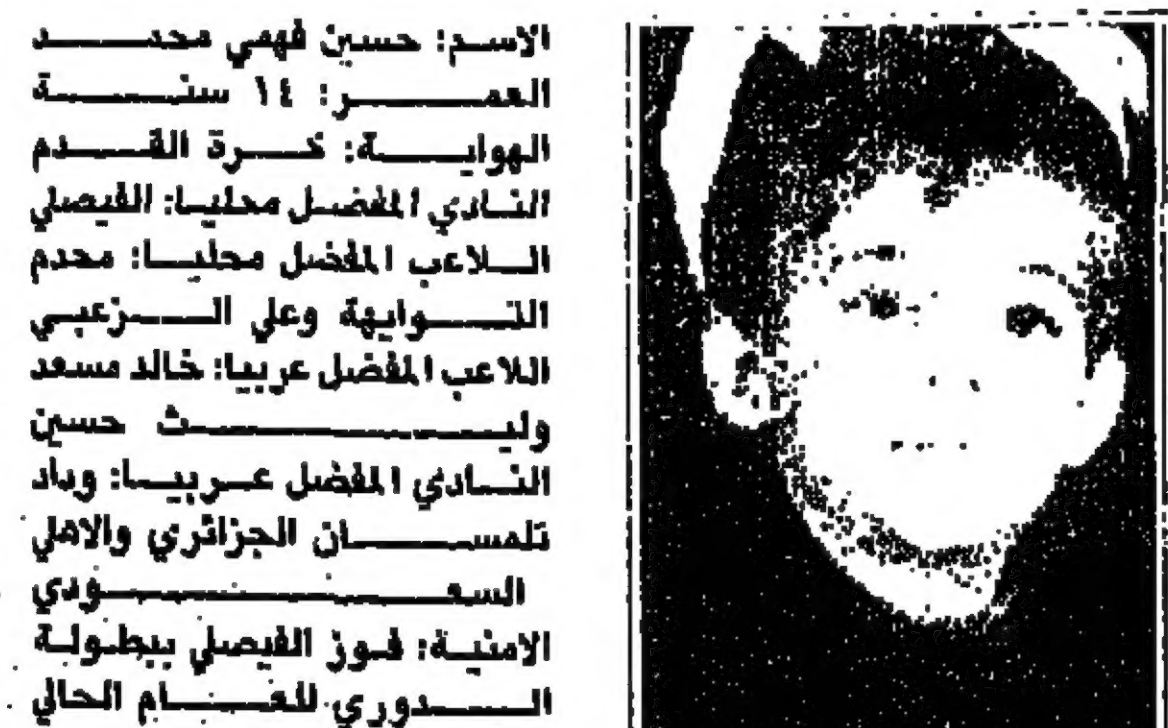 الاسم: حسين فهمي محمد
العمر: ١٤ سنة
الهواية: كرة القدم
النادي المفضل محليا: الفيصلي
اللاعب المفضل محليا: محدم
التوايهة وعلي الزعبي
اللاعب المفضل عربيا: خالد مسعد
وليث حسين
النادي المفضل عربيا: وداد
تلمسان الجزائري والاهلي
السعودي
الامنية: فوز الفيصلي ببطولة
الدوري للعام الحالي